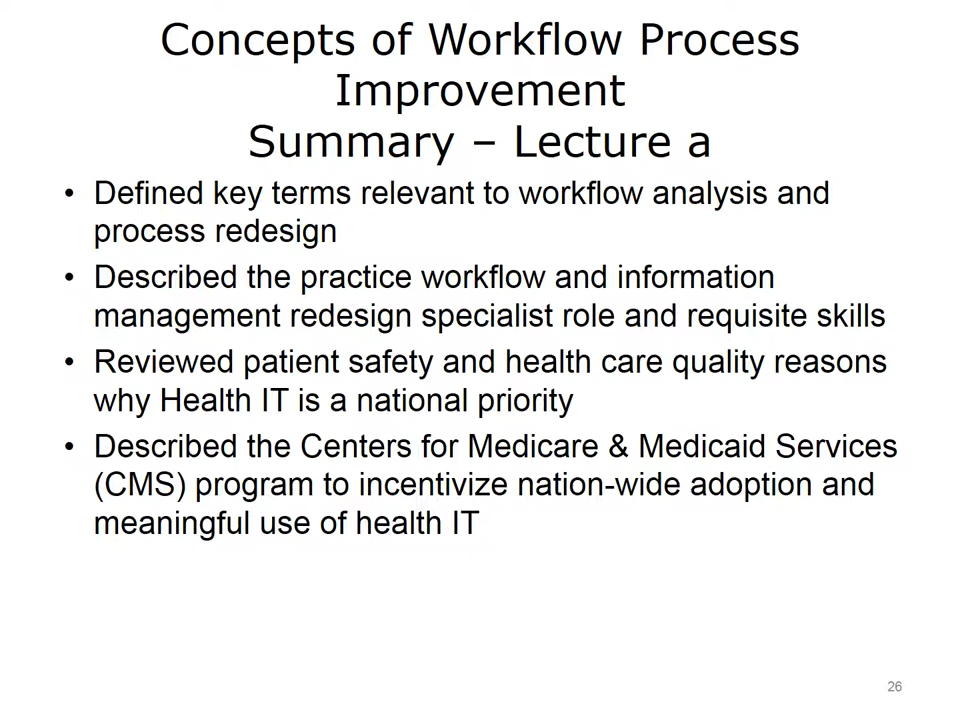 Concepts of Workflow Process
Improvement
Summary – Lecture a
• Defined key terms relevant to workflow analysis and
process redesign
• Described the practice workflow and information
management redesign specialist role and requisite skills
• Reviewed patient safety and health care quality reasons
why Health IT is a national priority
• Described the Centers for Medicare & Medicaid Services
(CMS) program to incentivize nation-wide adoption and
meaningful use of health IT
26